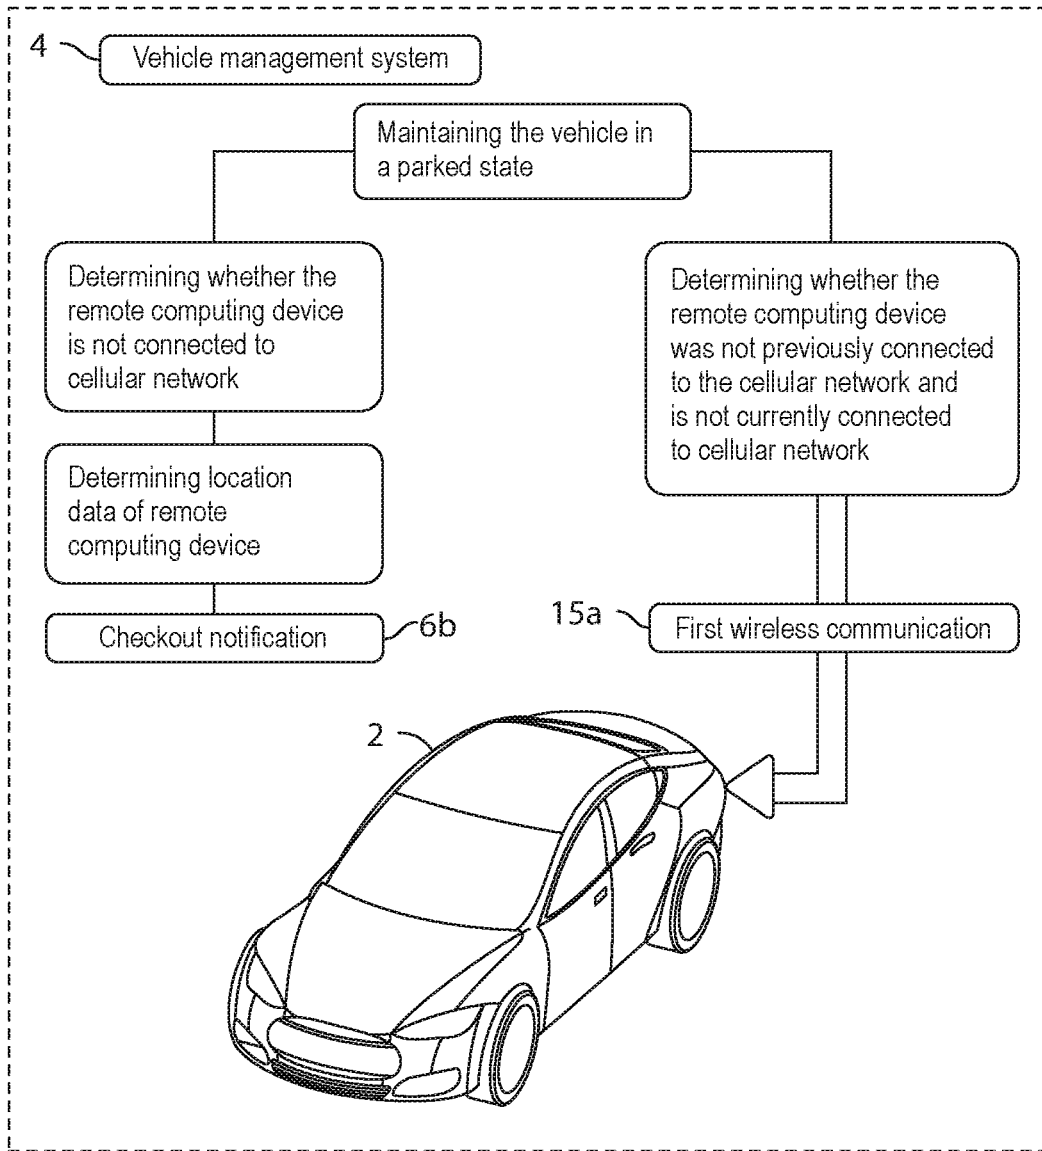 4
Vehicle management system
Maintaining the vehicle in
a parked state
Determining whether the
remote computing device
is not connected to
cellular network
Determining location
data of remote
computing device
Checkout notification
6b
Determining whether the
remote computing device
was not previously connected
to the cellular network and
is not currently connected
to cellular network
15a
First wireless communication
2